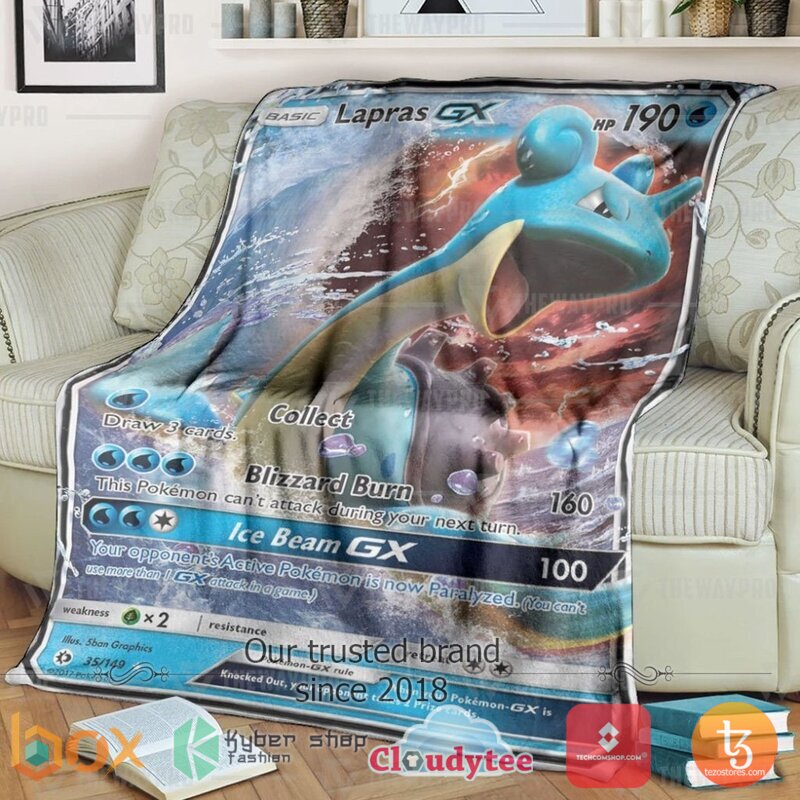 THEWAYPRO
BASIC Lapras GX HP 190
THEWAYPRO
Collect
Draw 3 cards.
Blizzard Burn 160
This Pokémon can't attack during your next turn.
Ice Beam GX 100
Your opponent's Active Pokémon is now Paralyzed. (You can't
use more than 1 GX attack in a game.)
weakness ×2 resistance
Illus. 5ban Graphics
35/149
©2017
Pokémon-GX rule
Knocked Out, Pokémon-GX is
Prize cards.
Our trusted brand
since 2018
box
Kyber shop
fashion
Cloudytee
TECHCOMSHOP.COM
tezostores.com